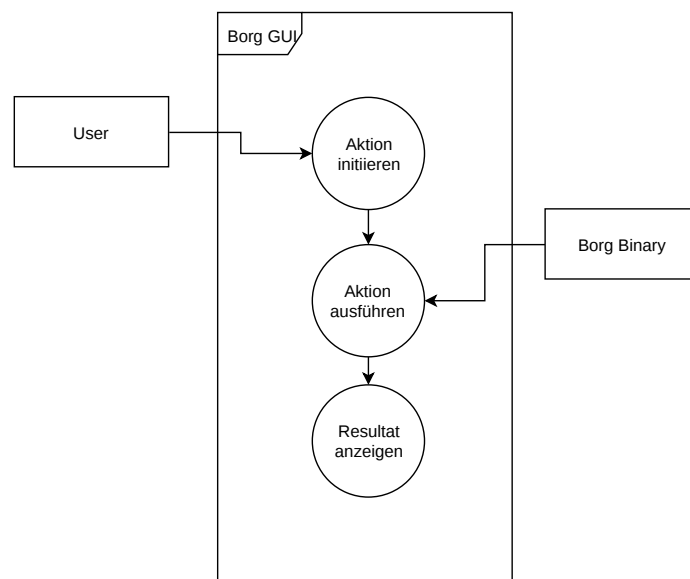 Borg GUI
User
Aktion
initiieren
Borg Binary
Aktion
ausführen
Resultat
anzeigen